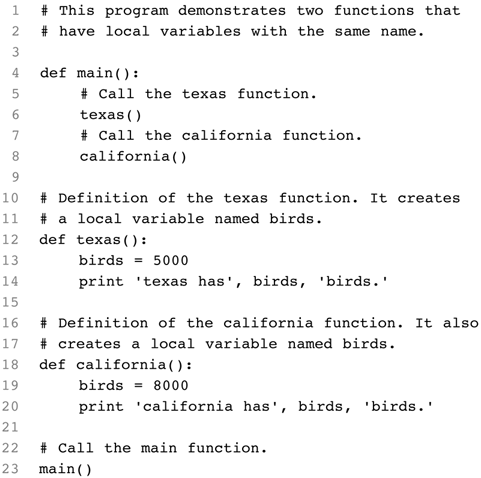 1 # This program demonstrates two functions that
2 # have local variables with the same name.
3
4 def main():
5     # Call the texas function.
6     texas()
7     # Call the california function.
8     california()
9
10 # Definition of the texas function. It creates
11 # a local variable named birds.
12 def texas():
13     birds = 5000
14     print 'texas has', birds, 'birds.'
15
16 # Definition of the california function. It also
17 # creates a local variable named birds.
18 def california():
19     birds = 8000
20     print 'california has', birds, 'birds.'
21
22 # Call the main function.
23 main()